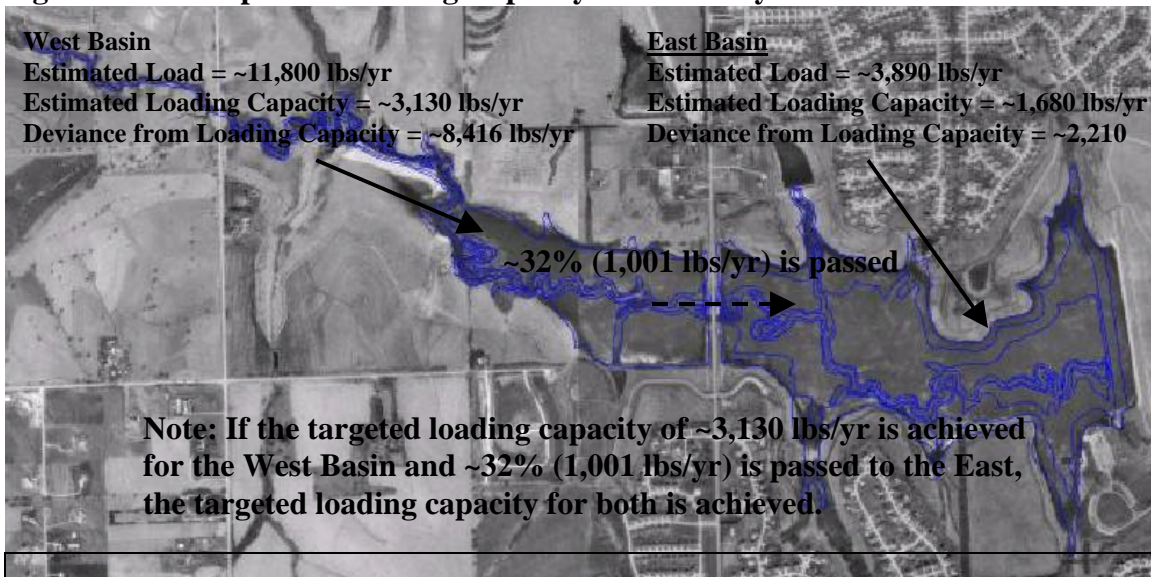 West Basin
Estimated Load = ~11,800 lbs/yr
Estimated Loading Capacity = ~3,130 lbs/yr
Deviance from Loading Capacity = ~8,416 lbs/yr
East Basin
Estimated Load = ~3,890 lbs/yr
Estimated Loading Capacity = ~1,680 lbs/yr
Deviance from Loading Capacity = ~2,210
~32% (1,001 lbs/yr) is passed
Note: If the targeted loading capacity of ~3,130 lbs/yr is achieved
for the West Basin and ~32% (1,001 lbs/yr) is passed to the East,
the targeted loading capacity for both is achieved.